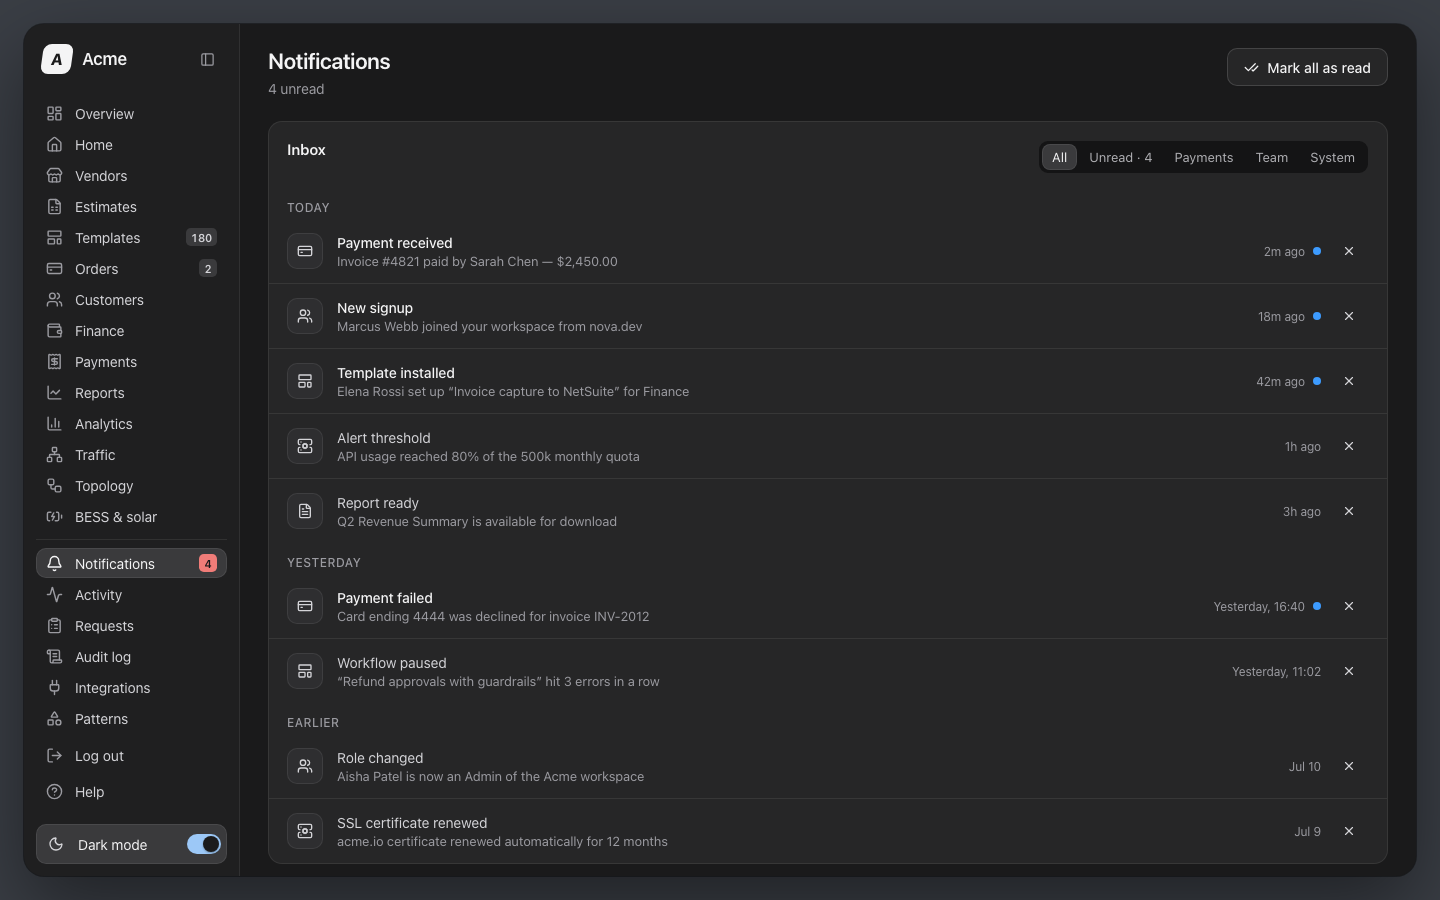 A Acme
Overview
Home
Vendors
Estimates
Templates 180
Orders 2
Customers
Finance
Payments
Reports
Analytics
Traffic
Topology
BESS & solar
Notifications 4
Activity
Requests
Audit log
Integrations
Patterns
Log out
Help
Dark mode
Notifications
4 unread
Mark all as read
Inbox
All Unread · 4 Payments Team System
TODAY
Payment received
Invoice #4821 paid by Sarah Chen — $2,450.00
2m ago
New signup
Marcus Webb joined your workspace from nova.dev
18m ago
Template installed
Elena Rossi set up “Invoice capture to NetSuite” for Finance
42m ago
Alert threshold
API usage reached 80% of the 500k monthly quota
1h ago
Report ready
Q2 Revenue Summary is available for download
3h ago
YESTERDAY
Payment failed
Card ending 4444 was declined for invoice INV-2012
Yesterday, 16:40
Workflow paused
“Refund approvals with guardrails” hit 3 errors in a row
Yesterday, 11:02
EARLIER
Role changed
Aisha Patel is now an Admin of the Acme workspace
Jul 10
SSL certificate renewed
acme.io certificate renewed automatically for 12 months
Jul 9